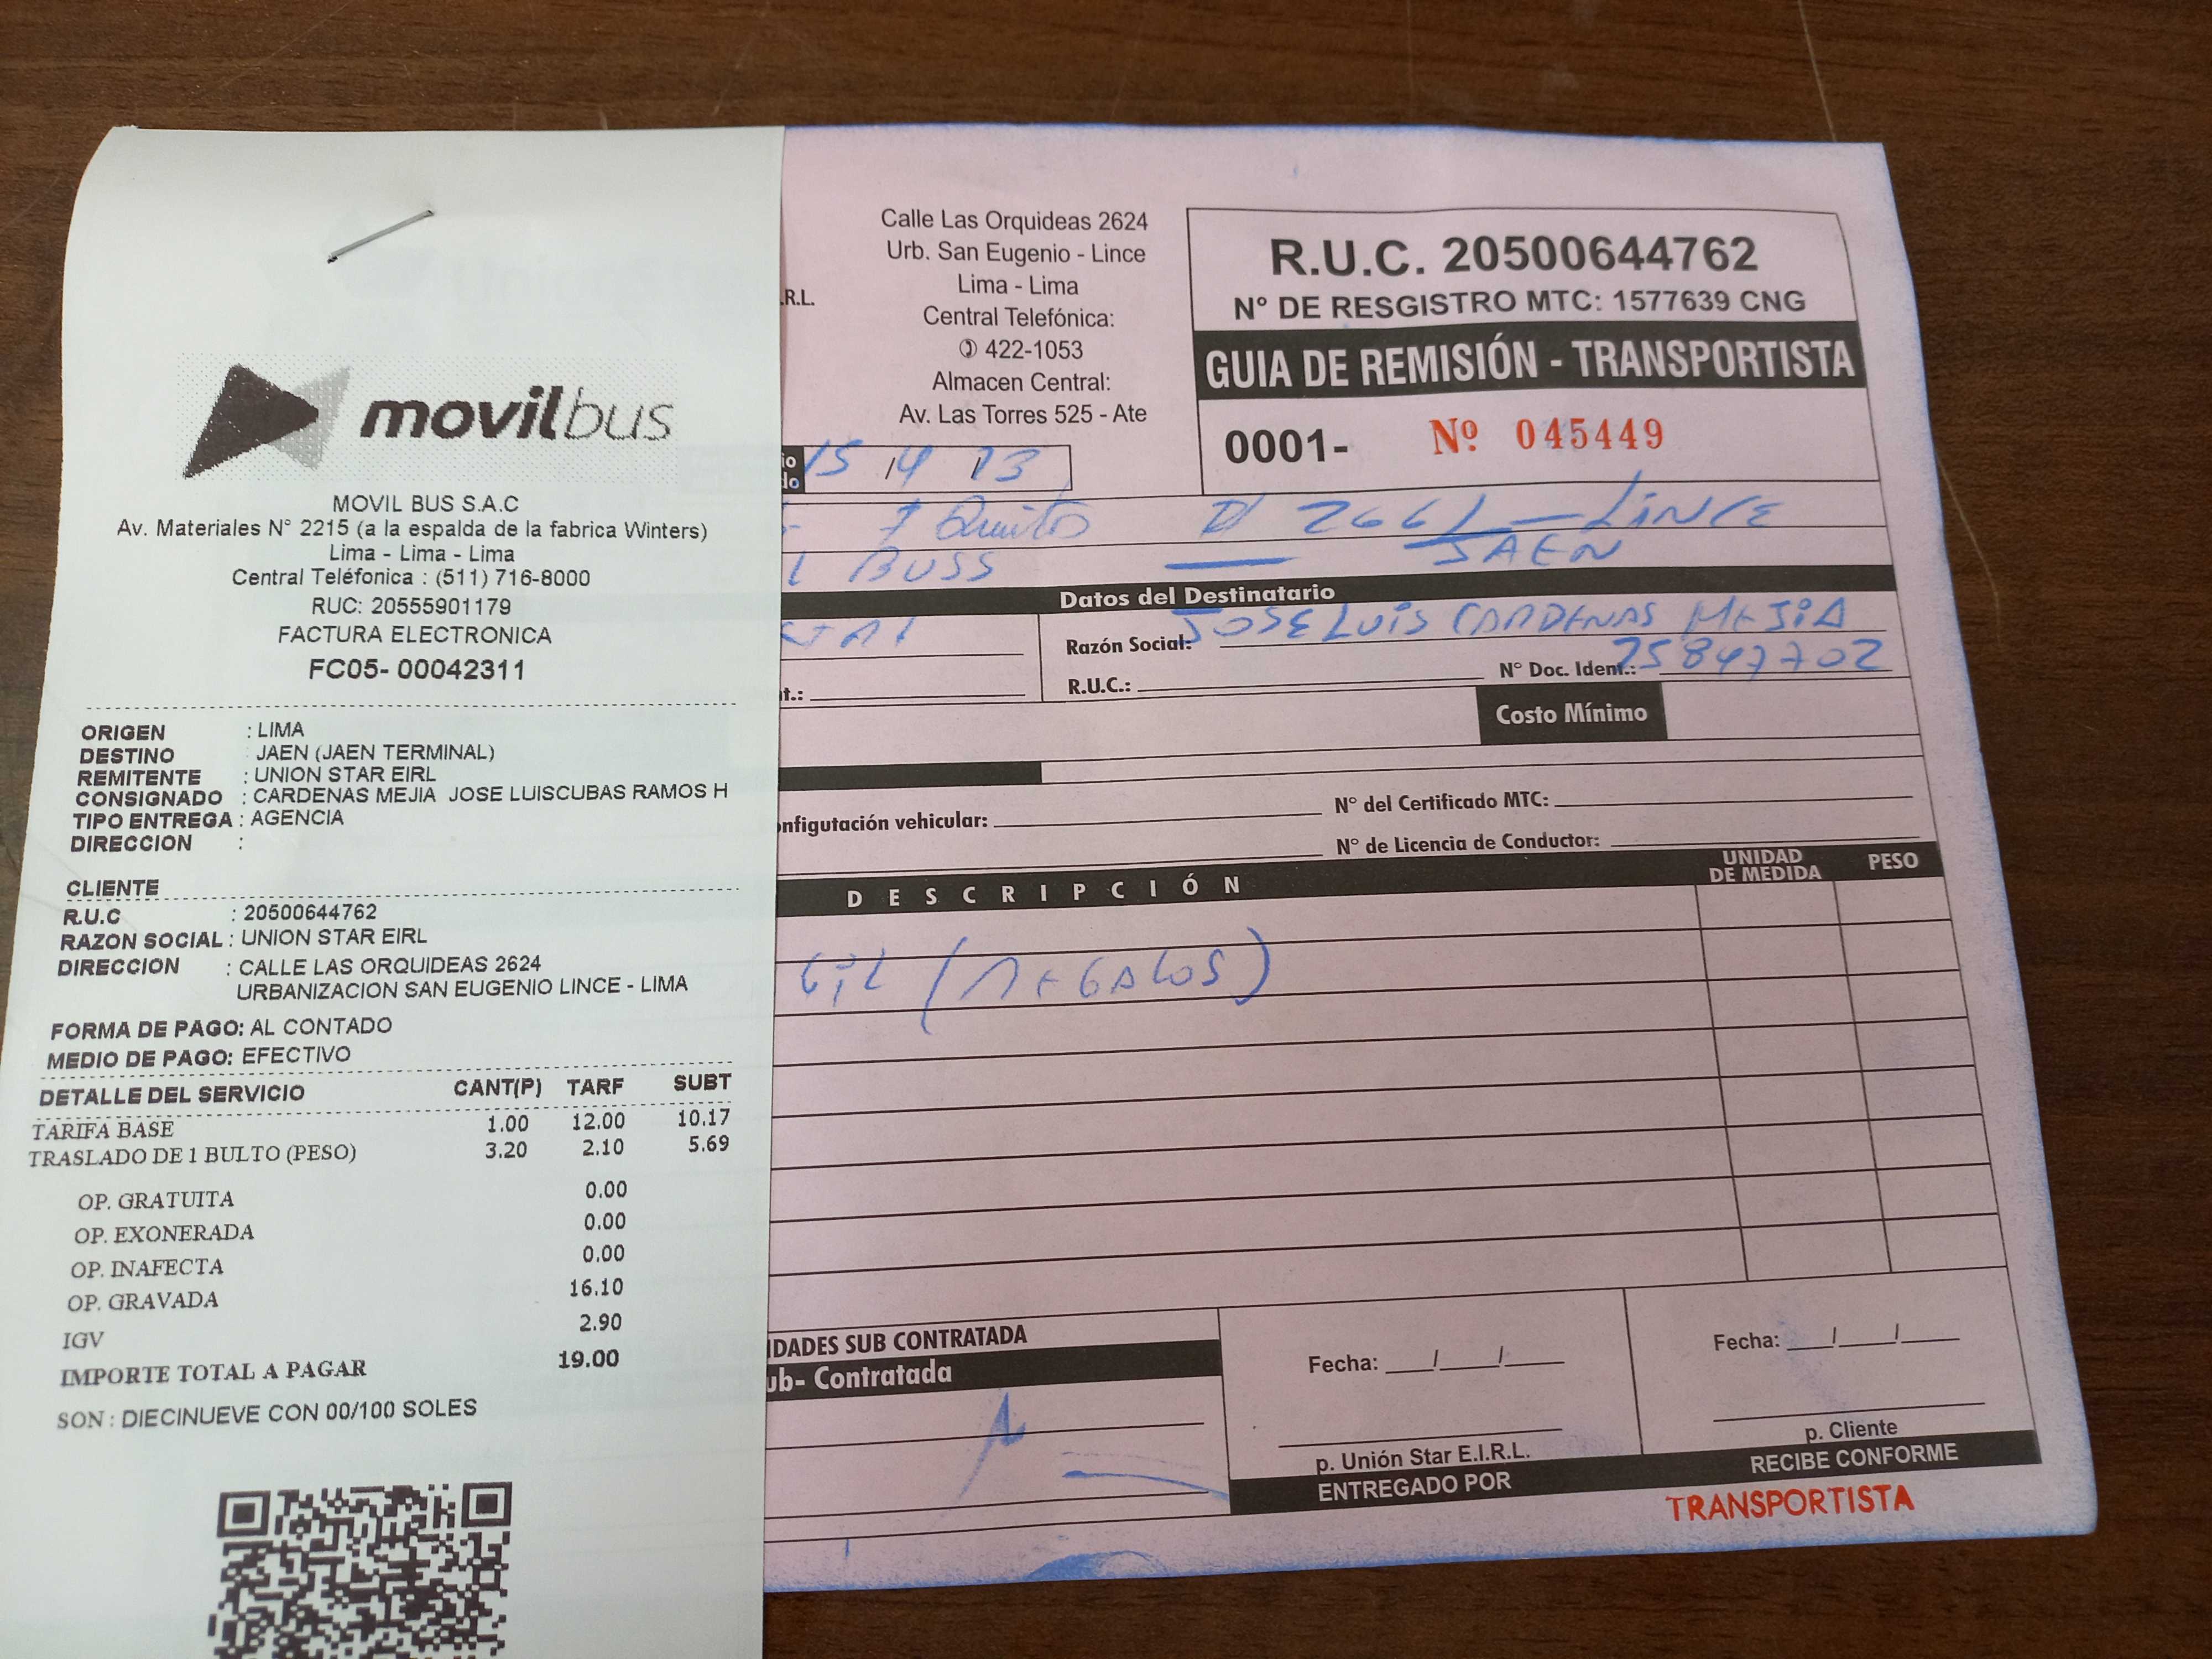 movilbus
MOVIL BUS S.A.C
Av. Materiales N° 2215 (a la espalda de la fabrica Winters)
Lima - Lima - Lima
Central Teléfonica : (511) 716-8000
RUC: 20555901179
FACTURA ELECTRONICA
FC05- 00042311
ORIGEN : LIMA
DESTINO JAEN (JAEN TERMINAL)
REMITENTE : UNION STAR EIRL
CONSIGNADO : CARDENAS MEJIA JOSE LUISCUBAS RAMOS H
TIPO ENTREGA : AGENCIA
DIRECCION :
CLIENTE
R.U.C : 20500644762
RAZON SOCIAL : UNION STAR EIRL
DIRECCION : CALLE LAS ORQUIDEAS 2624
URBANIZACION SAN EUGENIO LINCE - LIMA
FORMA DE PAGO: AL CONTADO
MEDIO DE PAGO: EFECTIVO
DETALLE DEL SERVICIO CANT(P) TARF SUBT
TARIFA BASE 1.00 12.00 10.17
TRASLADO DE 1 BULTO (PESO) 3.20 2.10 5.69
OP. GRATUITA 0.00
OP. EXONERADA 0.00
OP. INAFECTA 0.00
OP. GRAVADA 16.10
IGV 2.90
IMPORTE TOTAL A PAGAR 19.00
SON : DIECINUEVE CON 00/100 SOLES
.R.L.
Calle Las Orquideas 2624
Urb. San Eugenio - Lince
Lima - Lima
Central Telefónica:
422-1053
Almacen Central:
Av. Las Torres 525 - Ate
R.U.C. 20500644762
N° DE RESGISTRO MTC: 1577639 CNG
GUIA DE REMISIÓN - TRANSPORTISTA
0001- Nº 045449
io
do
15 / 4 /
Quito 2661 - LINCE
BUSS — JAEN
Datos del Destinatario
Razón Social: JOSE LUIS CARDENAS MEJIA
t.: R.U.C.: N° Doc. Ident.: 75847702
Costo Mínimo
onfigutación vehicular: N° del Certificado MTC:
N° de Licencia de Conductor:
DESCRIPCIÓN UNIDAD DE MEDIDA PESO
(REGALOS)
IDADES SUB CONTRATADA
ub- Contratada
Fecha: / /
p. Unión Star E.I.R.L.
ENTREGADO POR
Fecha: / /
p. Cliente
RECIBE CONFORME
TRANSPORTISTA